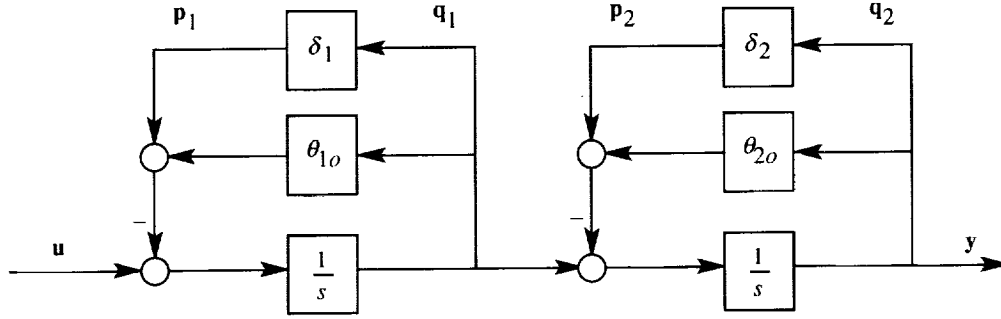 p₁ q₁ p₂ q₂
δ₁ δ₂
θ₁ₒ θ₂ₒ
− −
u 1/s 1/s y